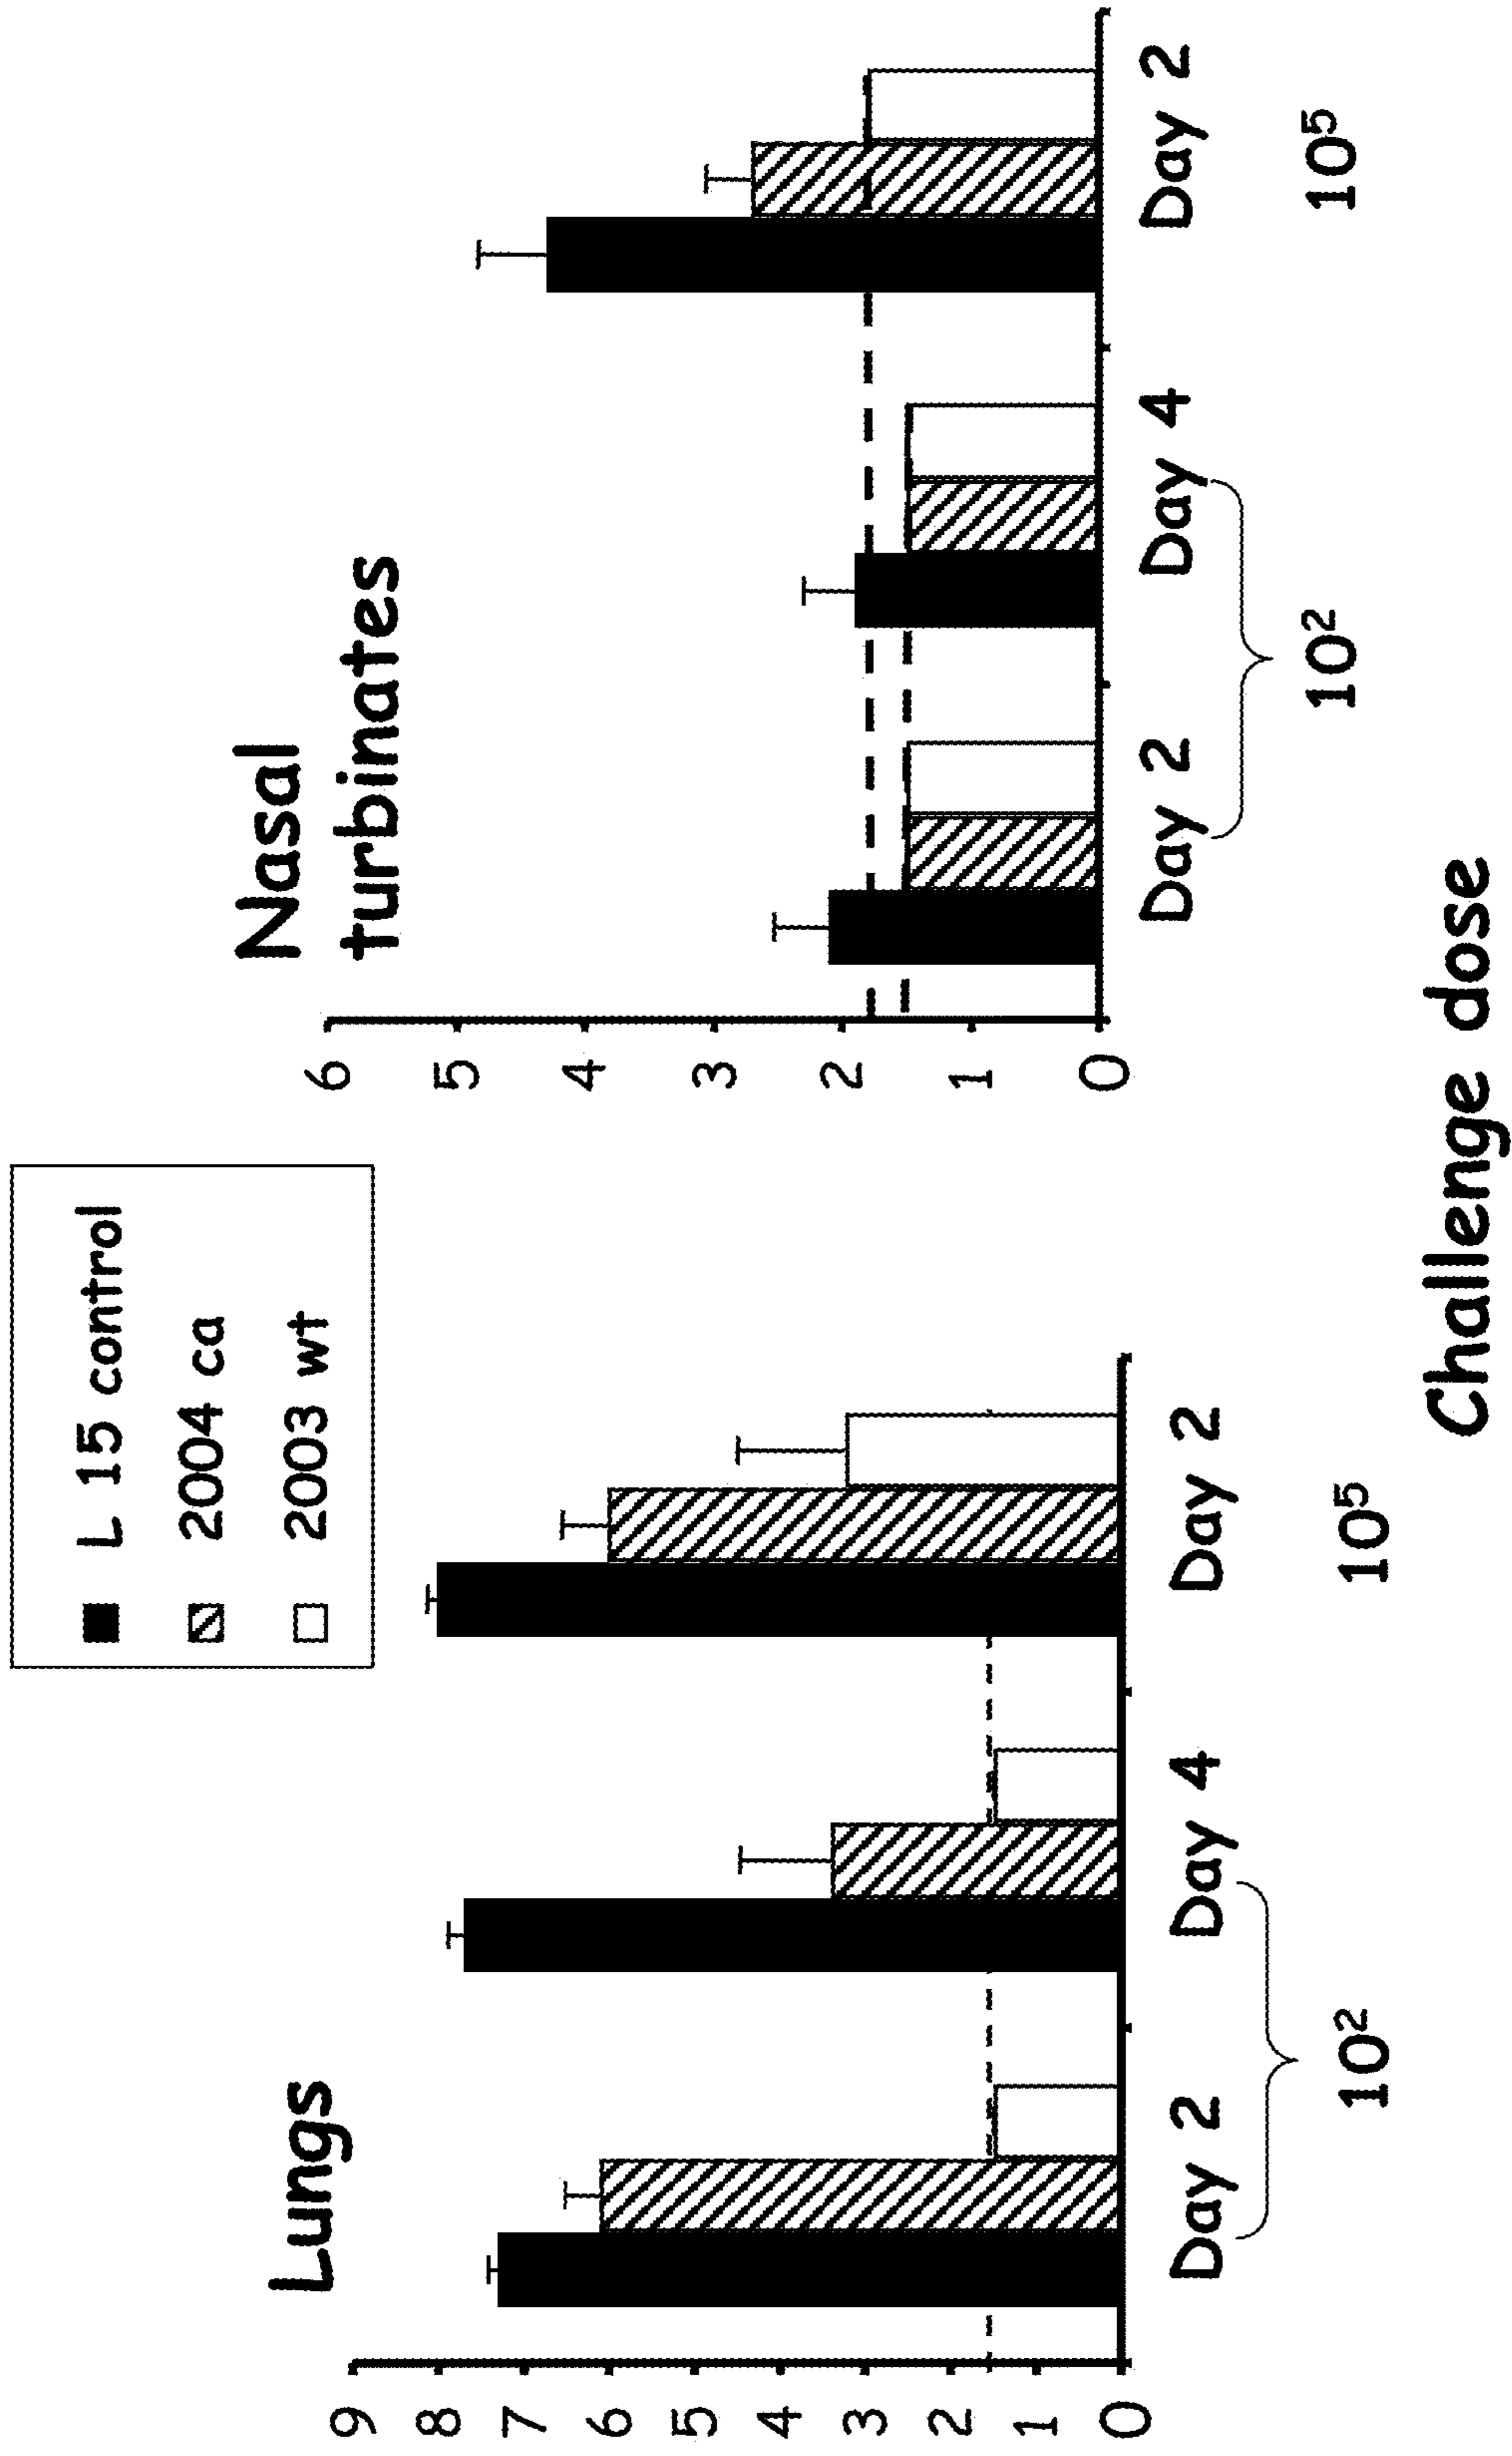 L 15 control
2004 ca
2003 wt
Lungs
9
8
7
6
5
4
3
2
1
0
Day 2
Day 4
Day 2
10²
10⁵
Nasal
turbinates
6
5
4
3
2
1
0
Day 2
Day 4
Day 2
10²
10⁵
Challenge dose